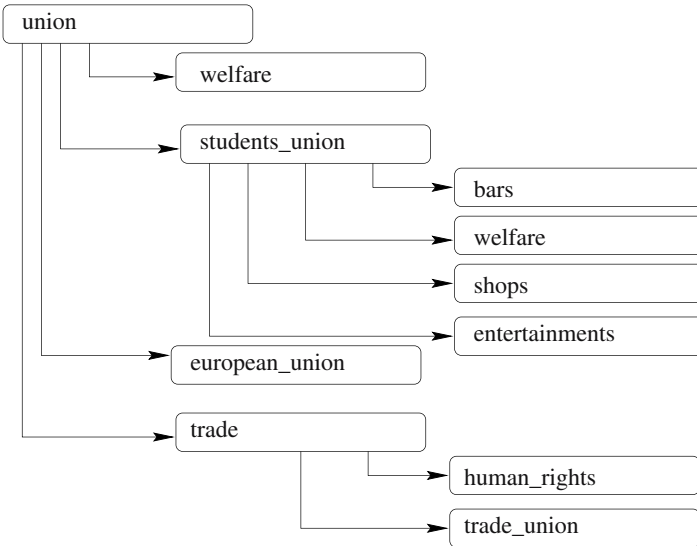 union
welfare
students_union
bars
welfare
shops
entertainments
european_union
trade
human_rights
trade_union